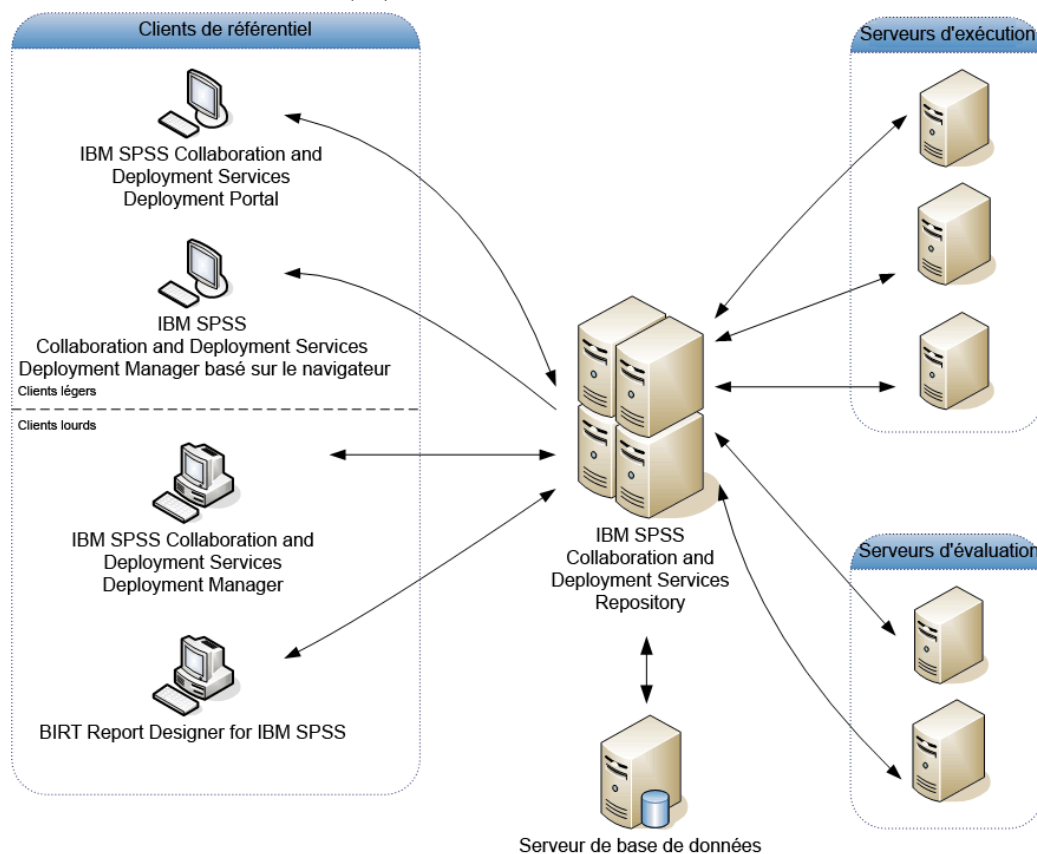 Clients de référentiel
IBM SPSS Collaboration and
Deployment Services
Deployment Portal
IBM SPSS
Collaboration and Deployment Services
Deployment Manager basé sur le navigateur
Clients légers
Clients lourds
IBM SPSS Collaboration and
Deployment Services
Deployment Manager
BIRT Report Designer for IBM SPSS
IBM SPSS
Collaboration and
Deployment Services
Repository
Serveur de base de données
Serveurs d'exécution
Serveurs d'évaluation